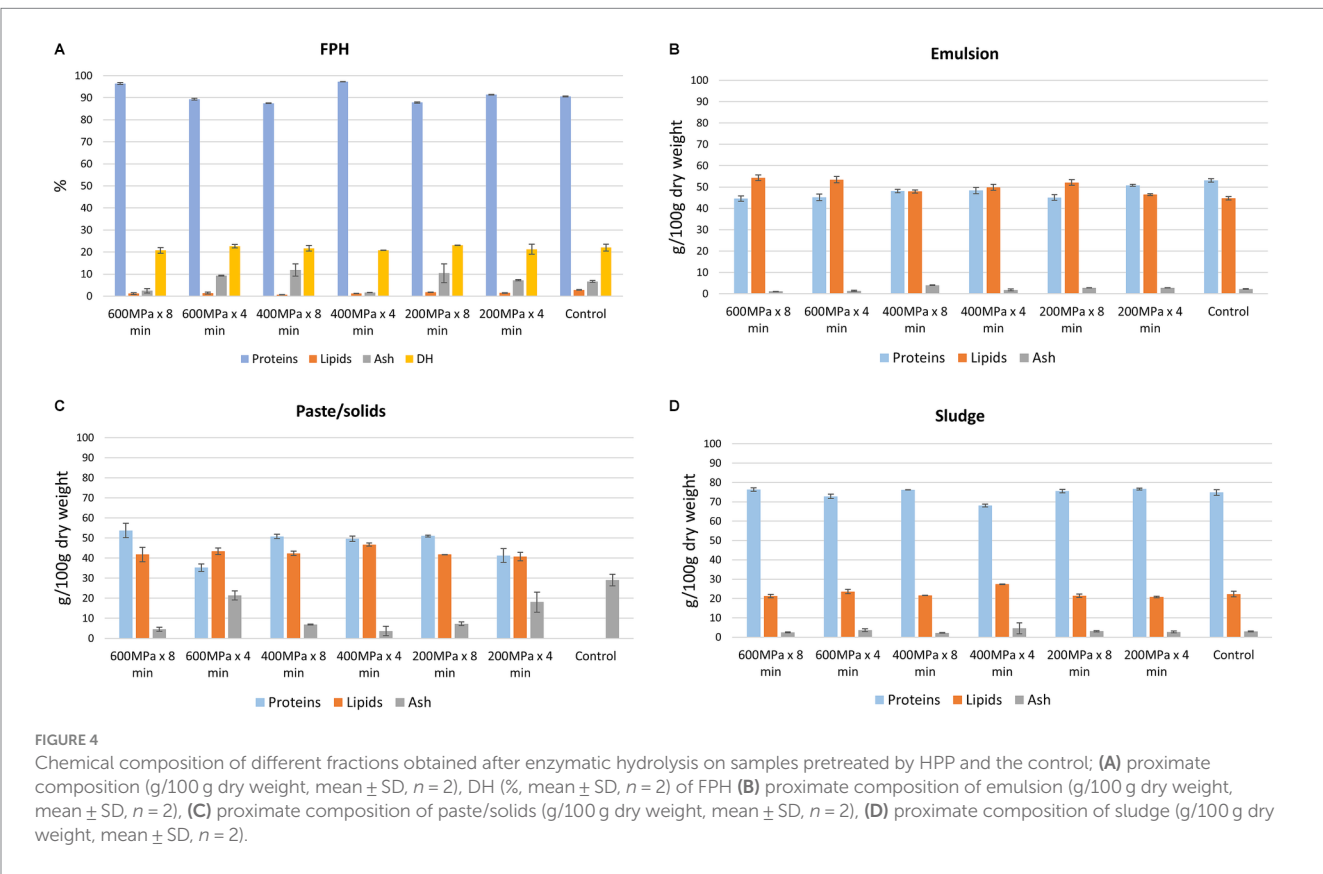 A
FPH
100
90
80
70
60
50
40
30
20
10
0
%
600MPa x 8 min
600MPa x 4 min
400MPa x 8 min
400MPa x 4 min
200MPa x 8 min
200MPa x 4 min
Control
Proteins Lipids Ash DH
B
Emulsion
100
90
80
70
60
50
40
30
20
10
0
g/100g dry weight
600MPa x 8 min
600MPa x 4 min
400MPa x 8 min
400MPa x 4 min
200MPa x 8 min
200MPa x 4 min
Control
Proteins Lipids Ash
C
Paste/solids
100
90
80
70
60
50
40
30
20
10
0
g/100g dry weight
600MPa x 8 min
600MPa x 4 min
400MPa x 8 min
400MPa x 4 min
200MPa x 8 min
200MPa x 4 min
Control
Proteins Lipids Ash
D
Sludge
100
90
80
70
60
50
40
30
20
10
0
g/100g dry weight
600MPa x 8 min
600MPa x 4 min
400MPa x 8 min
400MPa x 4 min
200MPa x 8 min
200MPa x 4 min
Control
Proteins Lipids Ash
FIGURE 4
Chemical composition of different fractions obtained after enzymatic hydrolysis on samples pretreated by HPP and the control; (A) proximate
composition (g/100 g dry weight, mean ± SD, n = 2), DH (%, mean ± SD, n = 2) of FPH (B) proximate composition of emulsion (g/100 g dry weight,
mean ± SD, n = 2), (C) proximate composition of paste/solids (g/100 g dry weight, mean ± SD, n = 2), (D) proximate composition of sludge (g/100 g dry
weight, mean ± SD, n = 2).